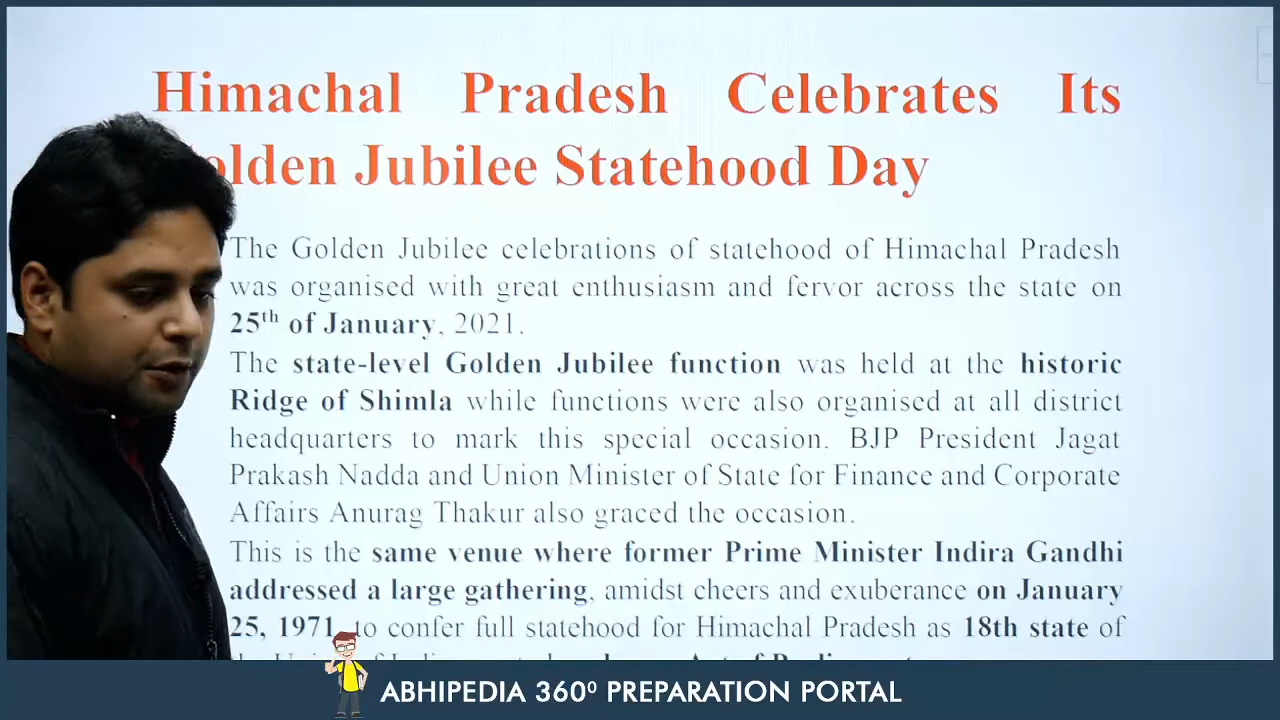 Himachal Pradesh Celebrates Its
Golden Jubilee Statehood Day
The Golden Jubilee celebrations of statehood of Himachal Pradesh
was organised with great enthusiasm and fervor across the state on
25th of January, 2021.
The state-level Golden Jubilee function was held at the historic
Ridge of Shimla while functions were also organised at all district
headquarters to mark this special occasion. BJP President Jagat
Prakash Nadda and Union Minister of State for Finance and Corporate
Affairs Anurag Thakur also graced the occasion.
This is the same venue where former Prime Minister Indira Gandhi
addressed a large gathering, amidst cheers and exuberance on January
25, 1971, to confer full statehood for Himachal Pradesh as 18th state of
ABHIPEDIA 360⁰ PREPARATION PORTAL